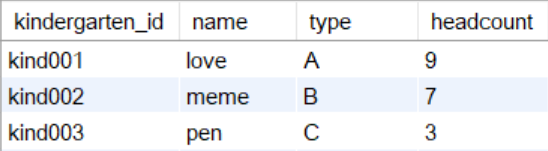 kindergarten_id name type headcount
kind001 love A 9
kind002 meme B 7
kind003 pen C 3